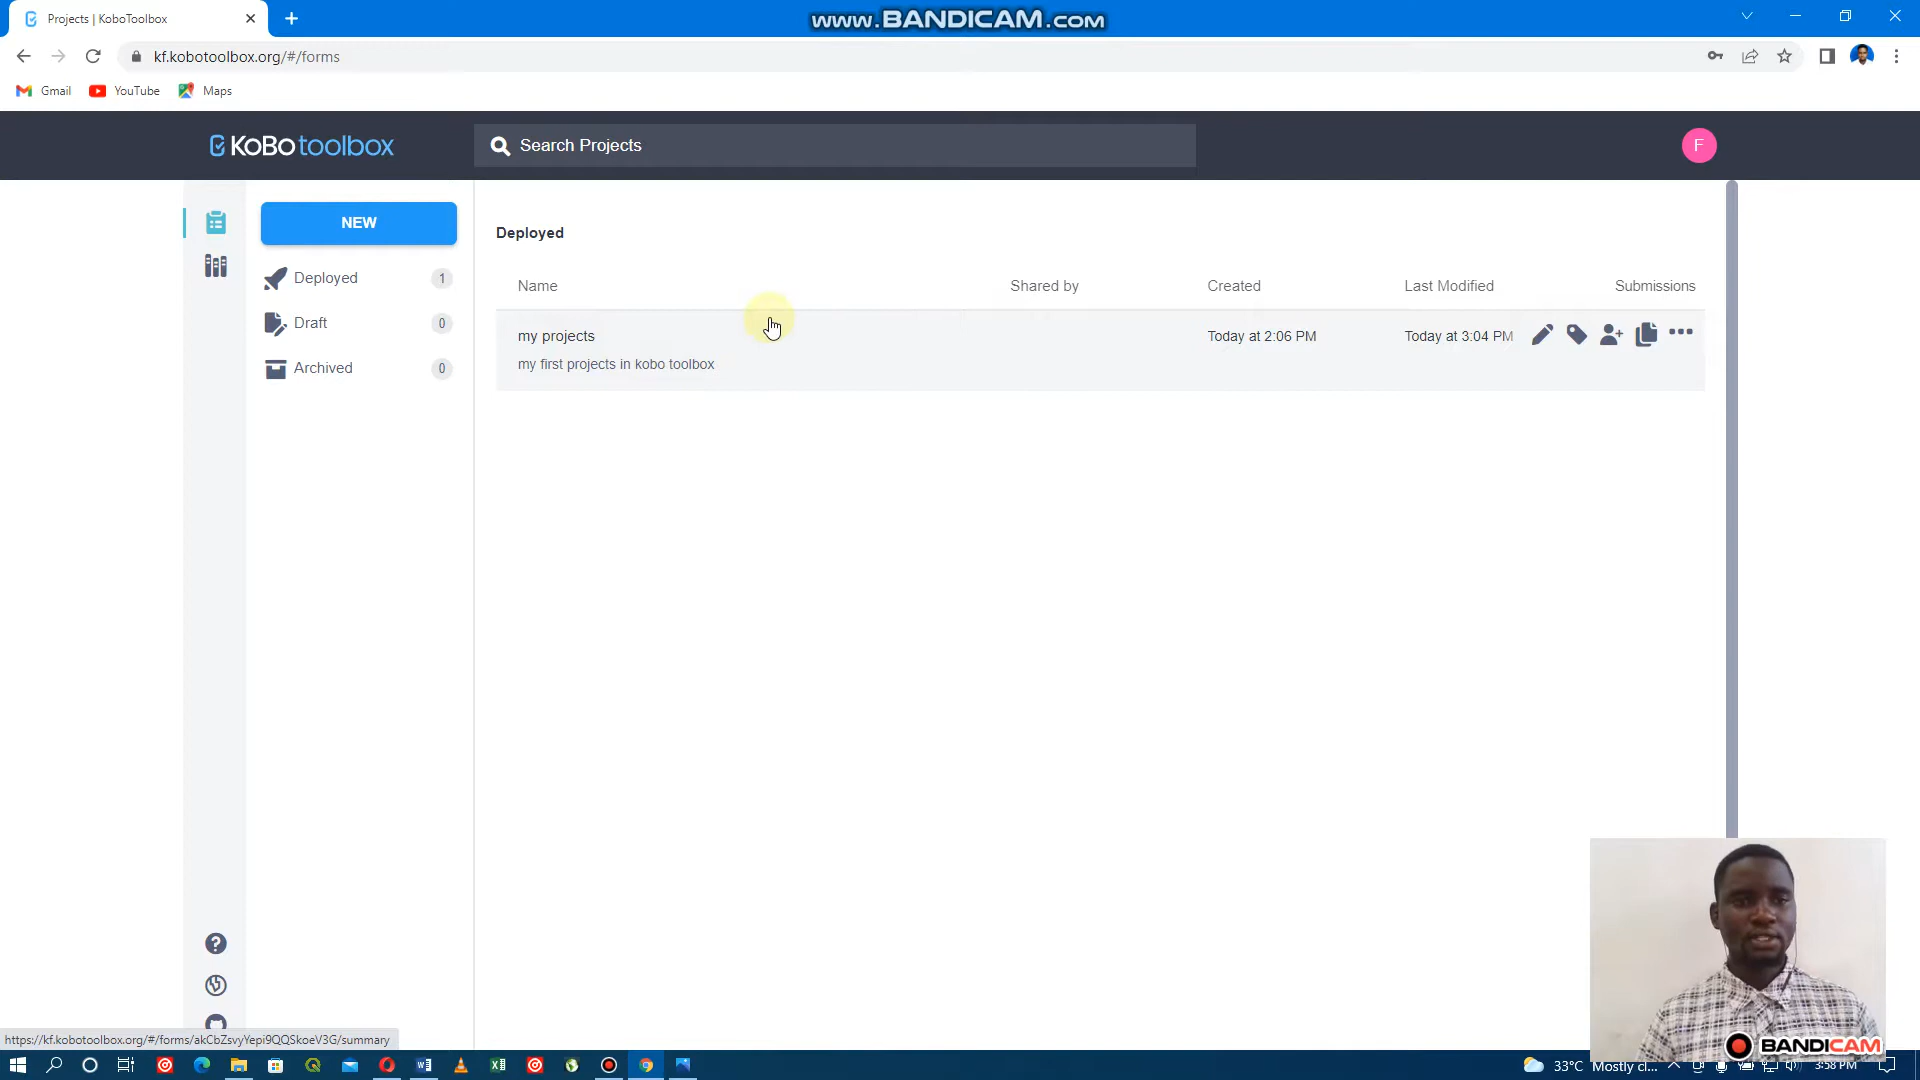 Projects | KoboToolbox
www.BANDICAM.com
kf.kobotoolbox.org/#/forms
Gmail
YouTube
Maps
KoBo toolbox
Search Projects
F
NEW
Deployed 1
Draft 0
Archived 0
Deployed
Name Shared by Created Last Modified Submissions
my projects Today at 2:06 PM Today at 3:04 PM
my first projects in kobo toolbox
https://kf.kobotoolbox.org/#/forms/akCbZsvyYepi9QQSkoeV3G/summary
BANDICAM
33°C Mostly cl...
3:58 PM